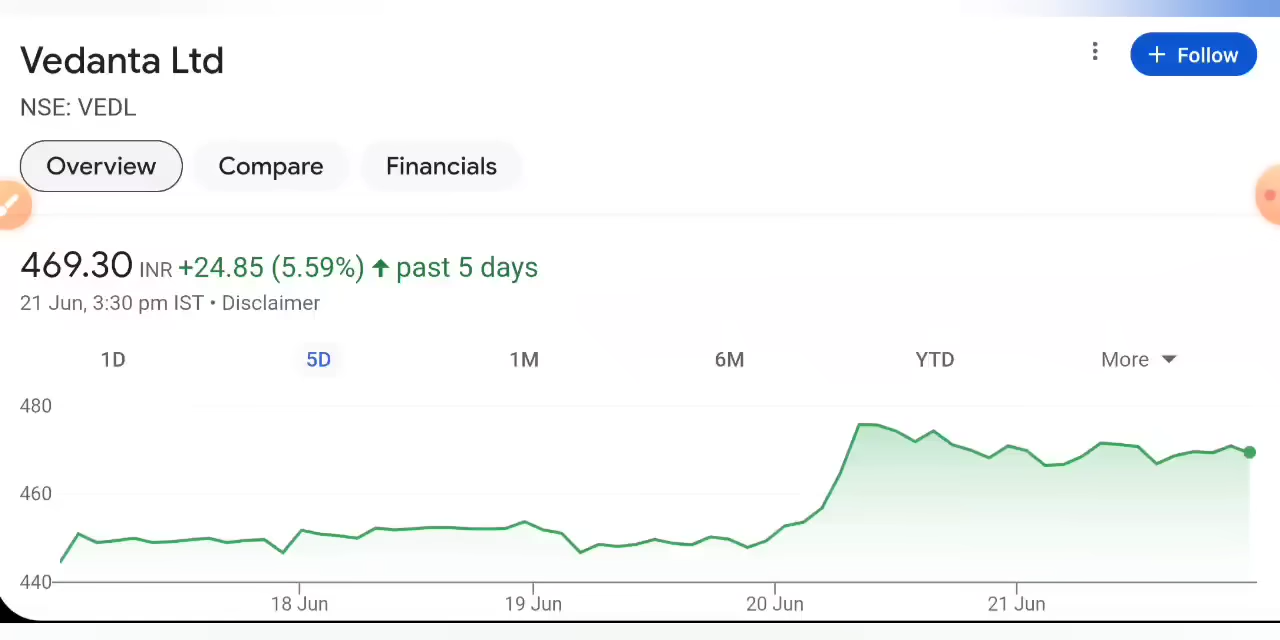 Vedanta Ltd
+ Follow
NSE: VEDL
Overview
Compare
Financials
469.30 INR +24.85 (5.59%) ↑ past 5 days
21 Jun, 3:30 pm IST • Disclaimer
1D 5D 1M 6M YTD More
480
460
440
18 Jun 19 Jun 20 Jun 21 Jun